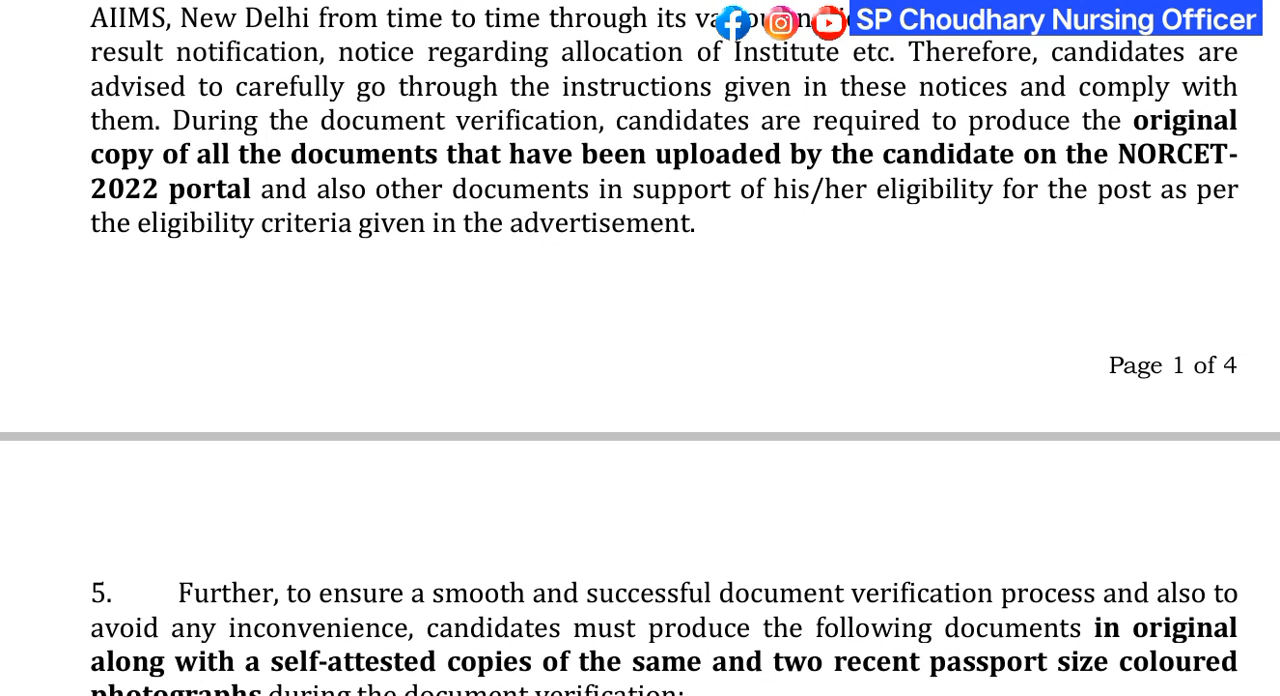 AIIMS, New Delhi from time to time through its
SP Choudhary Nursing Officer
result notification, notice regarding allocation of Institute etc. Therefore, candidates are
advised to carefully go through the instructions given in these notices and comply with
them. During the document verification, candidates are required to produce the original
copy of all the documents that have been uploaded by the candidate on the NORCET-
2022 portal and also other documents in support of his/her eligibility for the post as per
the eligibility criteria given in the advertisement.
Page 1 of 4
5. Further, to ensure a smooth and successful document verification process and also to
avoid any inconvenience, candidates must produce the following documents in original
along with a self-attested copies of the same and two recent passport size coloured
photographs during the document verification: